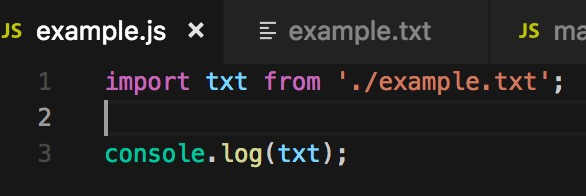 JS example.js ×
example.txt
JS ma
1 import txt from './example.txt';
2
3 console.log(txt);